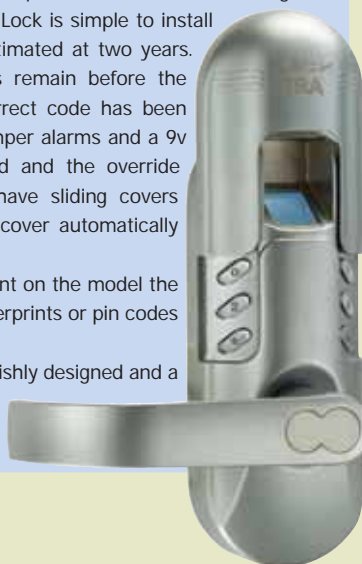 Lock is simple to install
timated at two years.
remain before the
rrect code has been
nper alarms and a 9v
d and the override
have sliding covers
cover automatically
nt on the model the
erprints or pin codes
ishly designed and a